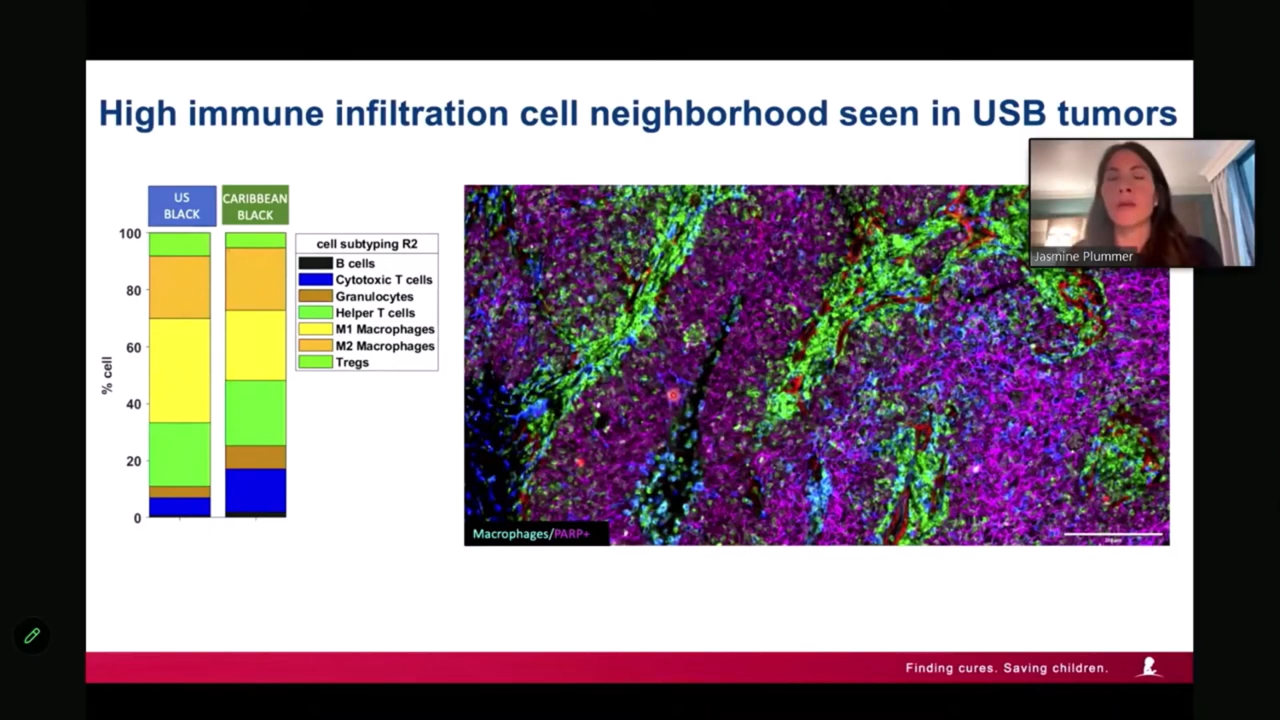 High immune infiltration cell neighborhood seen in USB tumors
US
BLACK
CARIBBEAN
BLACK
100
80
60
40
20
0
% cell
cell subtyping R2
B cells
Cytotoxic T cells
Granulocytes
Helper T cells
M1 Macrophages
M2 Macrophages
Tregs
Macrophages/PARP+
Jasmine Plummer
Finding cures. Saving children.